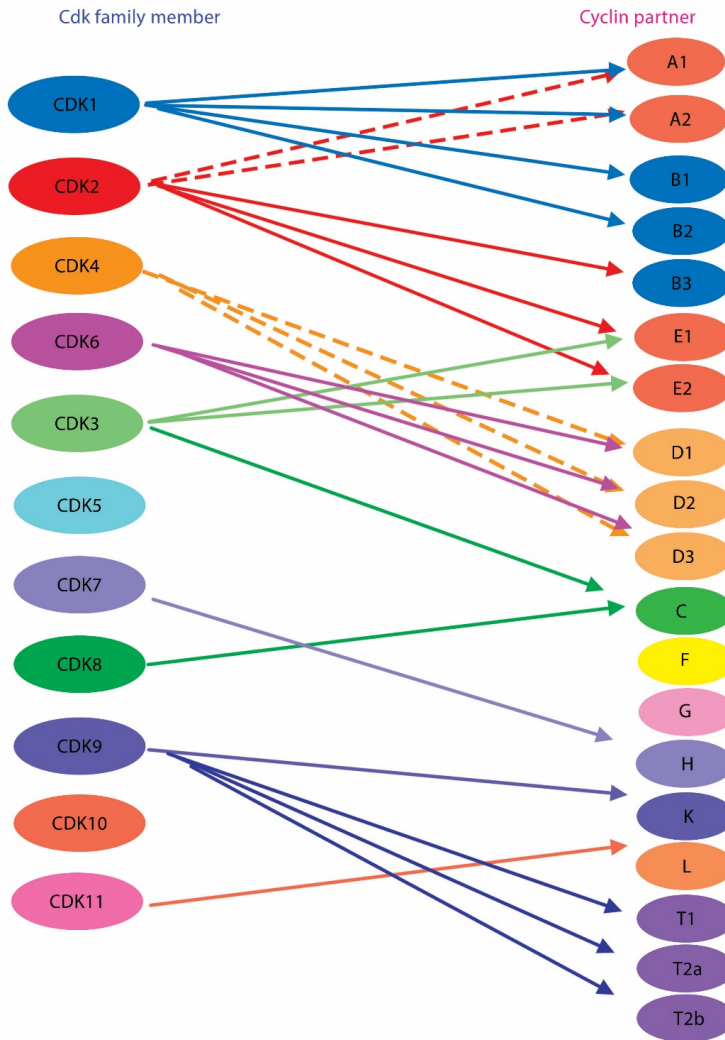 Cdk family member
Cyclin partner
CDK1
CDK2
CDK4
CDK6
CDK3
CDK5
CDK7
CDK8
CDK9
CDK10
CDK11
A1
A2
B1
B2
B3
E1
E2
D1
D2
D3
C
F
G
H
K
L
T1
T2a
T2b